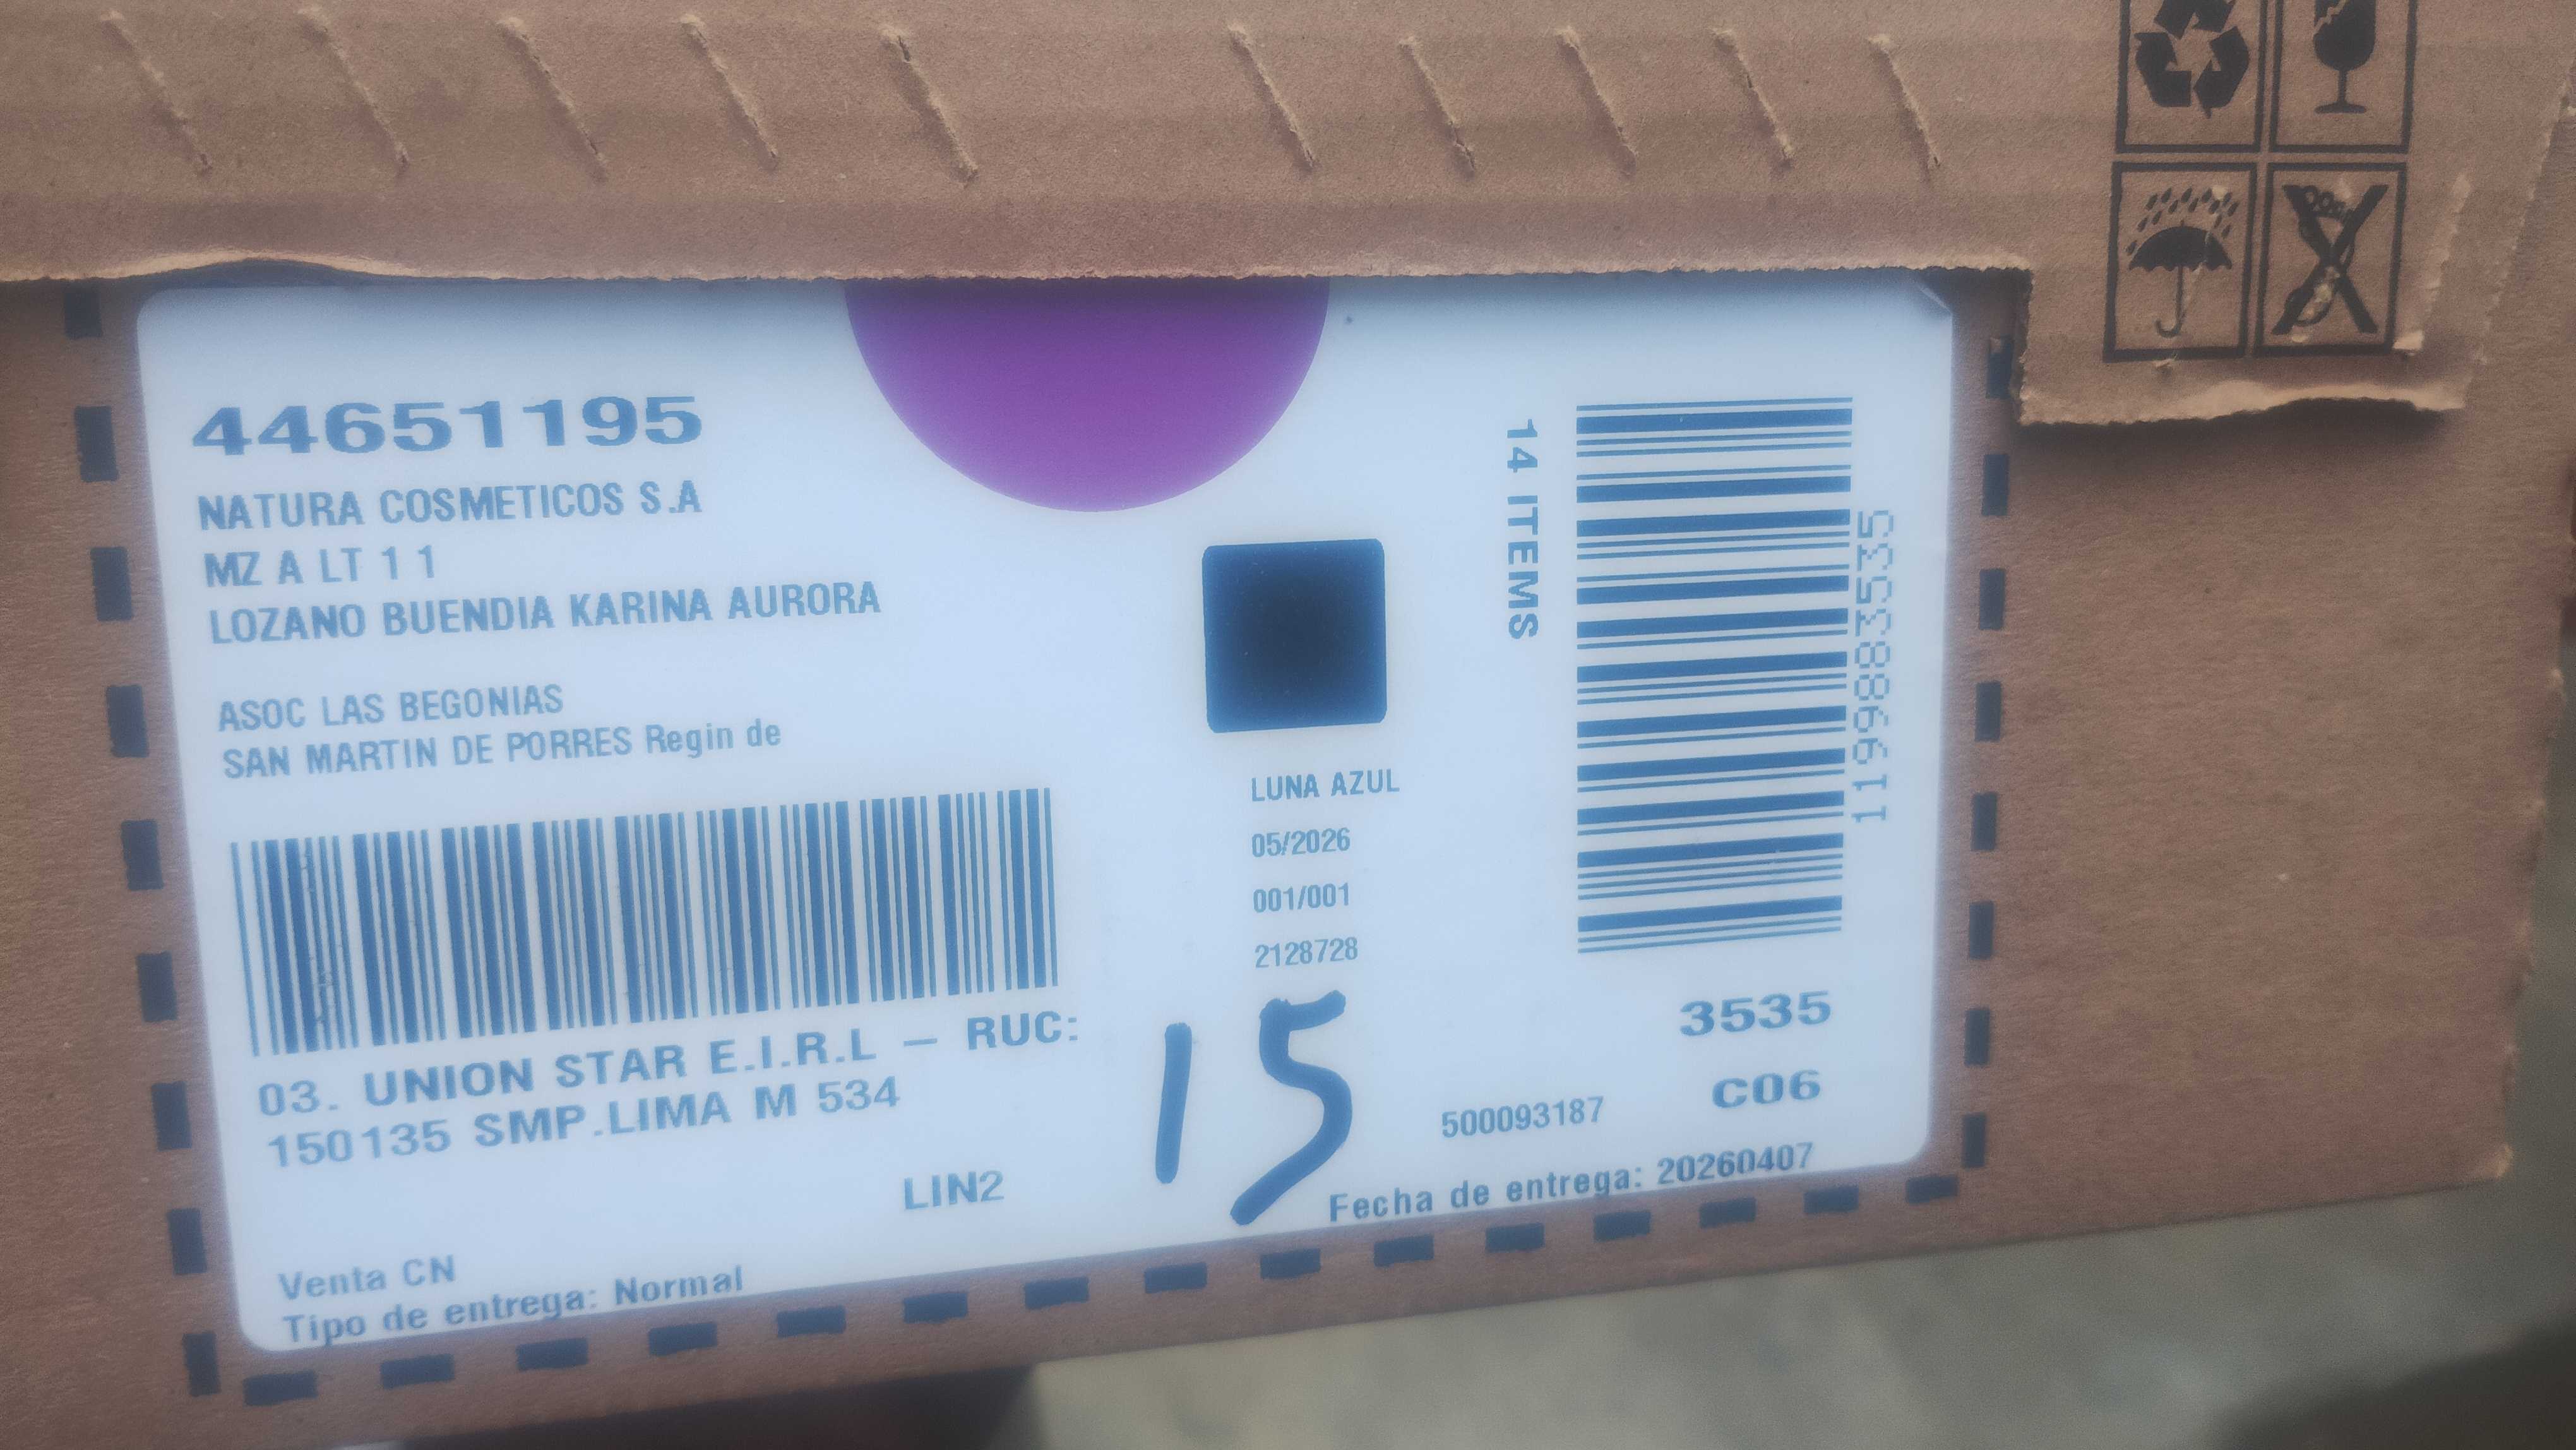 44651195
NATURA COSMETICOS S.A
MZ A LT 1 1
LOZANO BUENDIA KARINA AURORA
ASOC LAS BEGONIAS
SAN MARTIN DE PORRES Regin de
03. UNION STAR E.I.R.L – RUC:
150135 SMP.LIMA M 534
LIN2
Venta CN
Tipo de entrega: Normal
LUNA AZUL
05/2026
001/001
2128728
15
14 ITEMS
1199883535
3535
C06
500093187
Fecha de entrega: 20260407